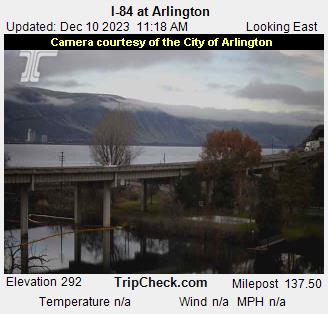 I-84 at Arlington
Updated: Dec 10 2023 11:18 AM Looking East
Camera courtesy of the City of Arlington
Elevation 292 TripCheck.com Milepost 137.50
Temperature n/a Wind n/a MPH n/a